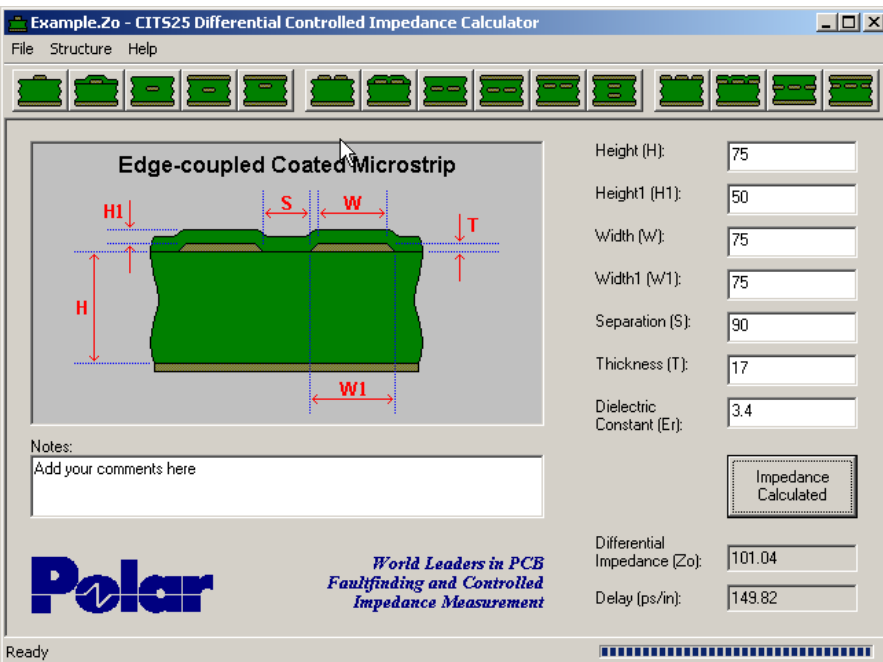 Example.Zo - CITS25 Differential Controlled Impedance Calculator
File Structure Help
Edge-coupled Coated Microstrip
H1
S
W
T
H
W1
Height (H):
75
Height1 (H1):
50
Width (W):
75
Width1 (W1):
75
Separation (S):
90
Thickness (T):
17
Dielectric
Constant (Er):
3.4
Notes:
Add your comments here
Impedance
Calculated
Polar
World Leaders in PCB
Faultfinding and Controlled
Impedance Measurement
Differential
Impedance (Zo):
101.04
Delay (ps/in):
149.82
Ready